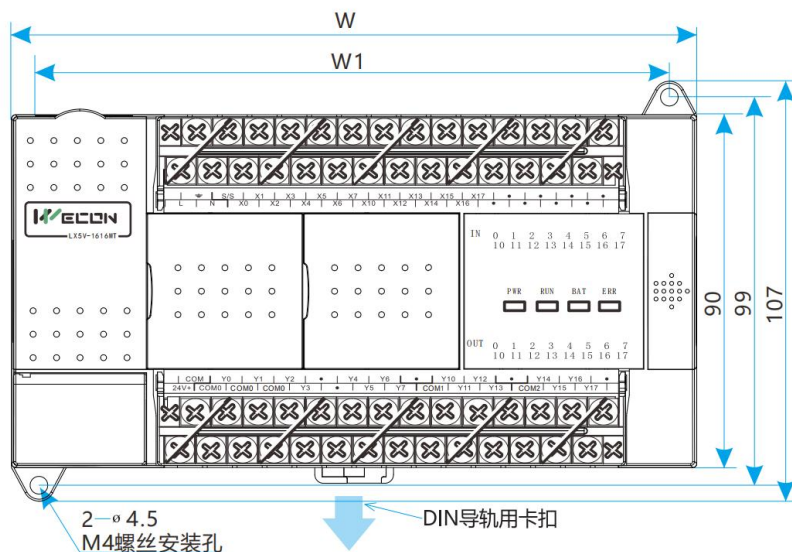 W
W1
S/S X1 X3 X5 X7 X11 X13 X15 X17
L N X0 X2 X4 X6 X10 X12 X14 X16
WECON
LX5V-1616MT
IN 0 1 2 3 4 5 6 7
10 11 12 13 14 15 16 17
PWR RUN BAT ERR
OUT 0 1 2 3 4 5 6 7
10 11 12 13 14 15 16 17
90
99
107
COM Y0 Y1 Y2 • Y4 Y6 • Y10 Y12 • Y14 Y16 •
24V+ COM0 COM0 COM0 Y3 • Y5 Y7 COM1 Y11 Y13 COM2 Y15 Y17
2—ø 4.5
M4螺丝安装孔
DIN导轨用卡扣